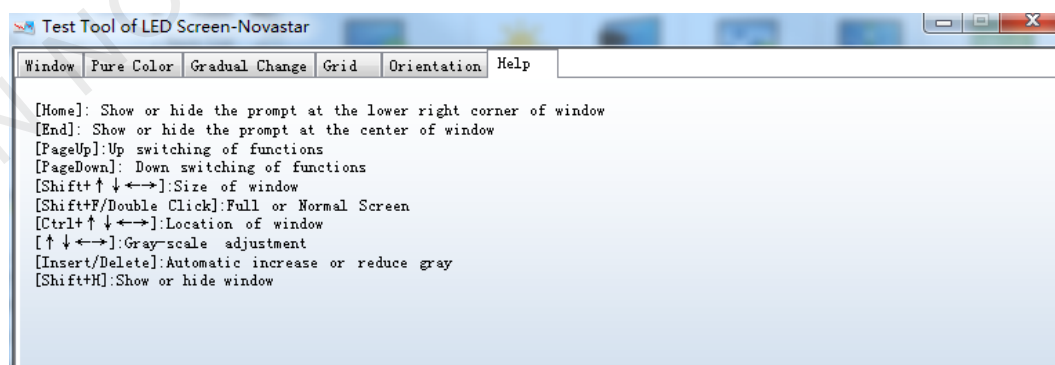 Test Tool of LED Screen-Novastar
Window Pure Color Gradual Change Grid Orientation Help
[Home]: Show or hide the prompt at the lower right corner of window
[End]: Show or hide the prompt at the center of window
[PageUp]:Up switching of functions
[PageDown]: Down switching of functions
[Shift+↑↓←→]:Size of window
[Shift+F/Double Click]:Full or Normal Screen
[Ctrl+↑↓←→]:Location of window
[↑↓←→]:Gray-scale adjustment
[Insert/Delete]:Automatic increase or reduce gray
[Shift+H]:Show or hide window